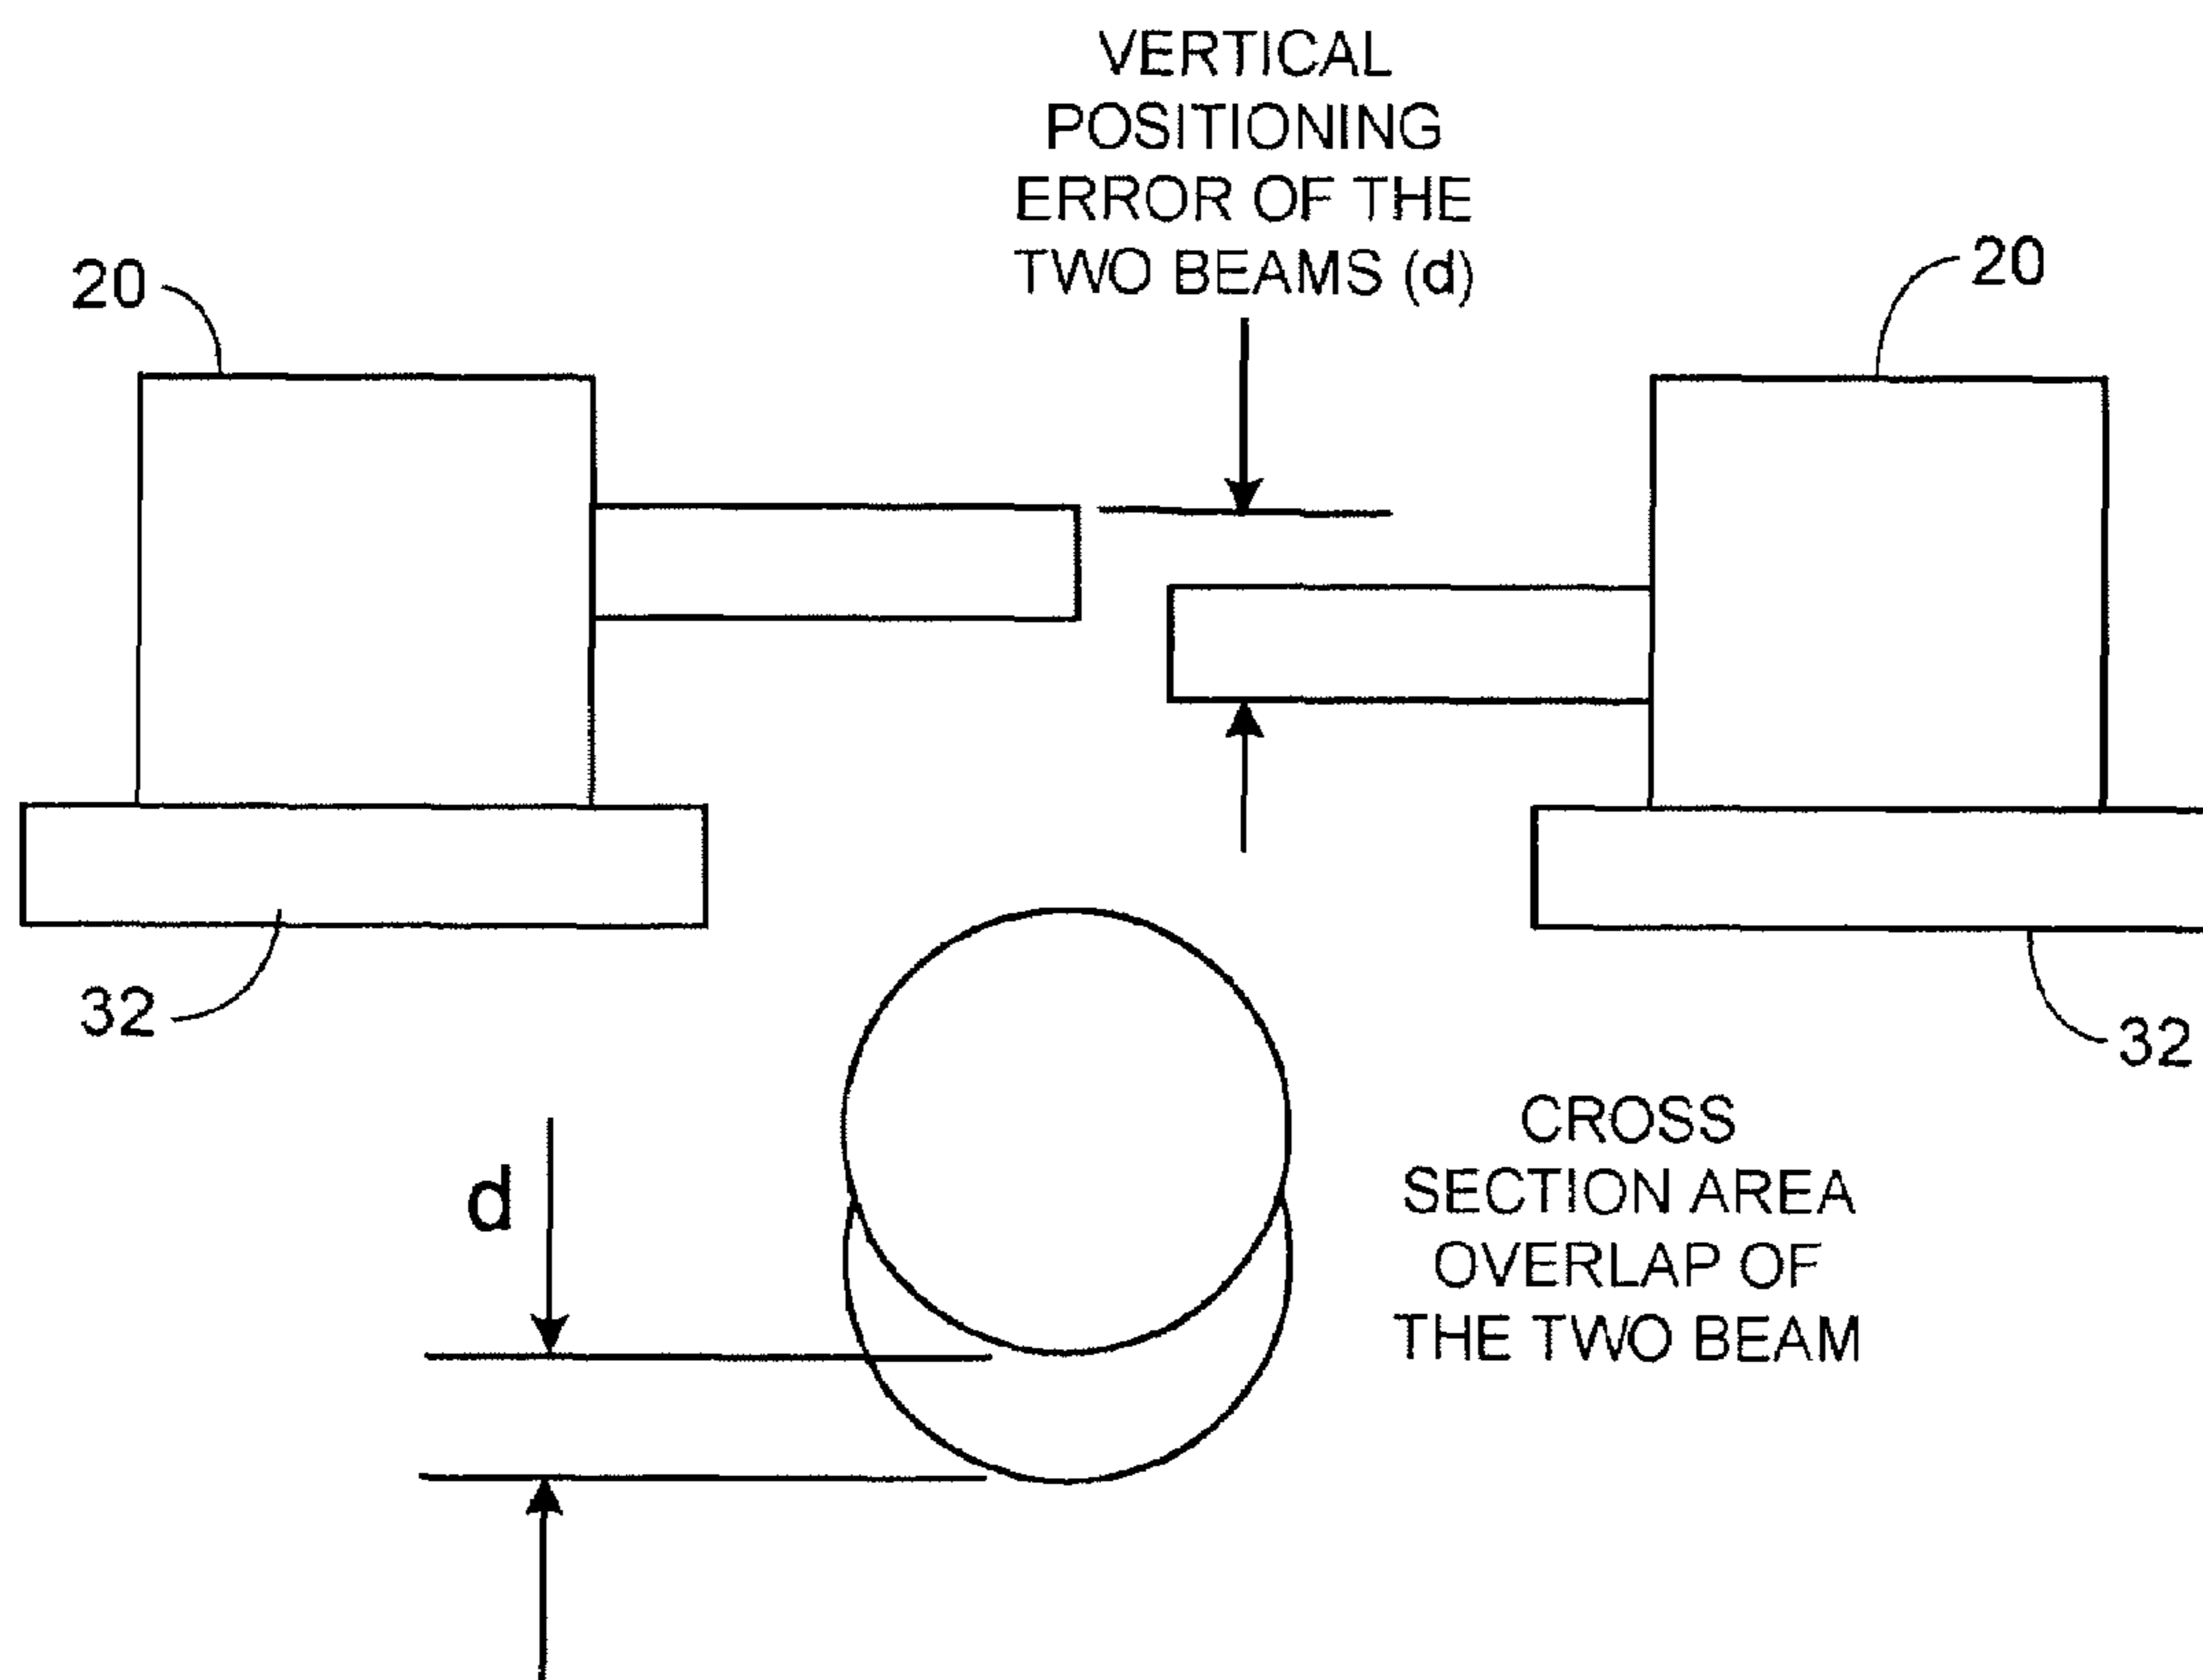 VERTICAL
POSITIONING
ERROR OF THE
TWO BEAMS (d)
20
20
32
32
d
CROSS
SECTION AREA
OVERLAP OF
THE TWO BEAM